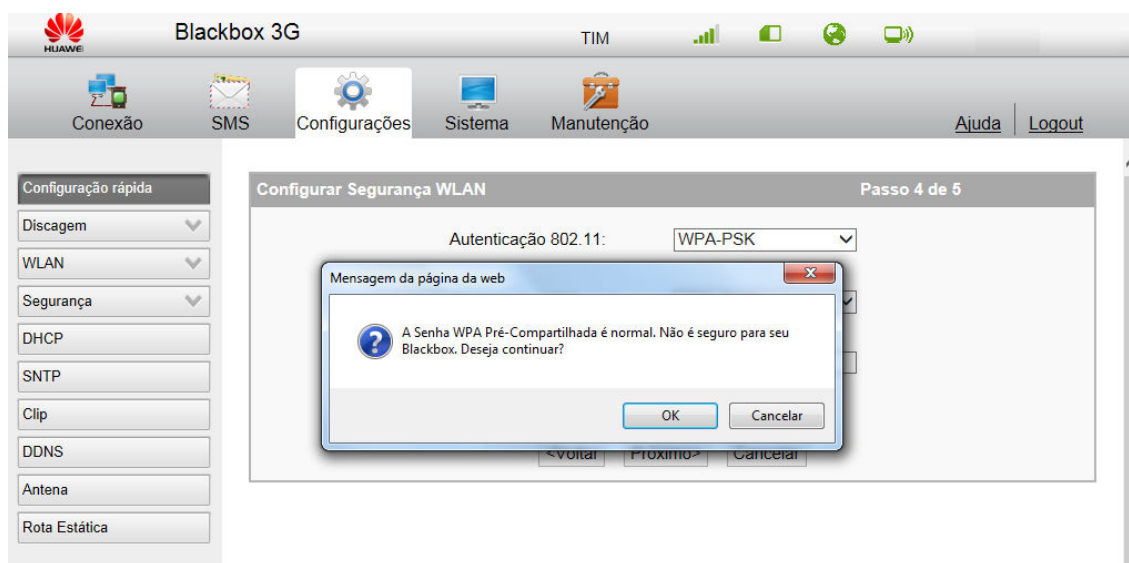 HUAWEI
Blackbox 3G
TIM
Conexão
SMS
Configurações
Sistema
Manutenção
Ajuda
Logout
Configuração rápida
Discagem
WLAN
Segurança
DHCP
SNTP
Clip
DDNS
Antena
Rota Estática
Configurar Segurança WLAN
Passo 4 de 5
Autenticação 802.11:
WPA-PSK
Mensagem da página da web
A Senha WPA Pré-Compartilhada é normal. Não é seguro para seu
Blackbox. Deseja continuar?
OK
Cancelar
<Voltar
Próximo>
Cancelar